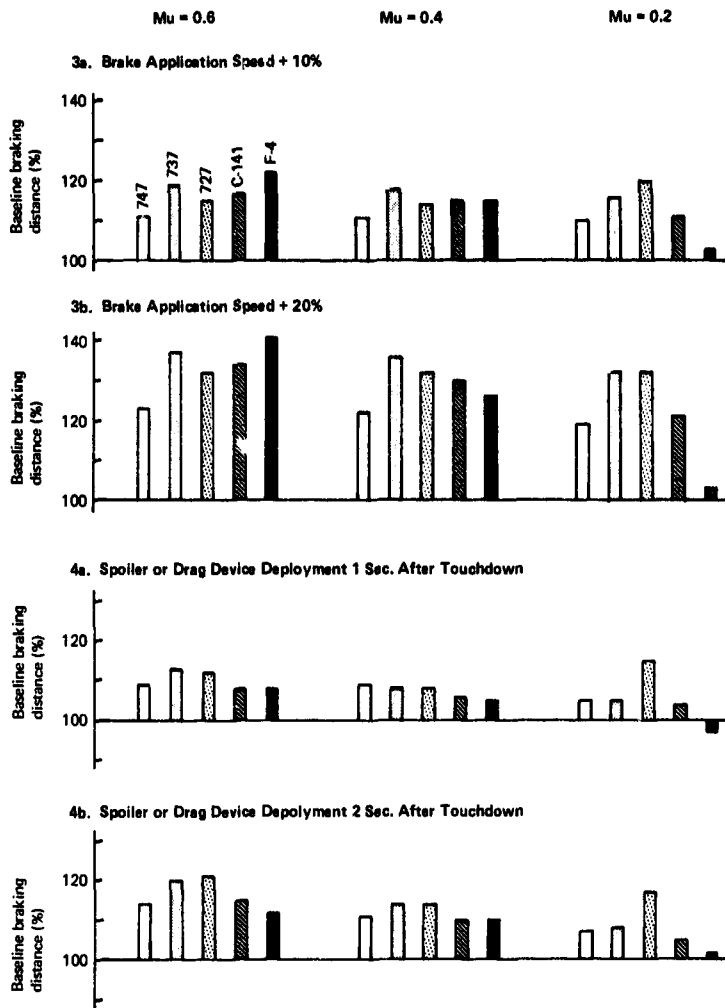 Mu = 0.6 Mu = 0.4 Mu = 0.2
3a. Brake Application Speed + 10%
Baseline braking
distance (%)
140
120
100
747
737
727
C-141
F-4
3b. Brake Application Speed + 20%
Baseline braking
distance (%)
140
120
100
4a. Spoiler or Drag Device Deployment 1 Sec. After Touchdown
Baseline braking
distance (%)
120
100
4b. Spoiler or Drag Device Depolyment 2 Sec. After Touchdown
Baseline braking
distance (%)
120
100